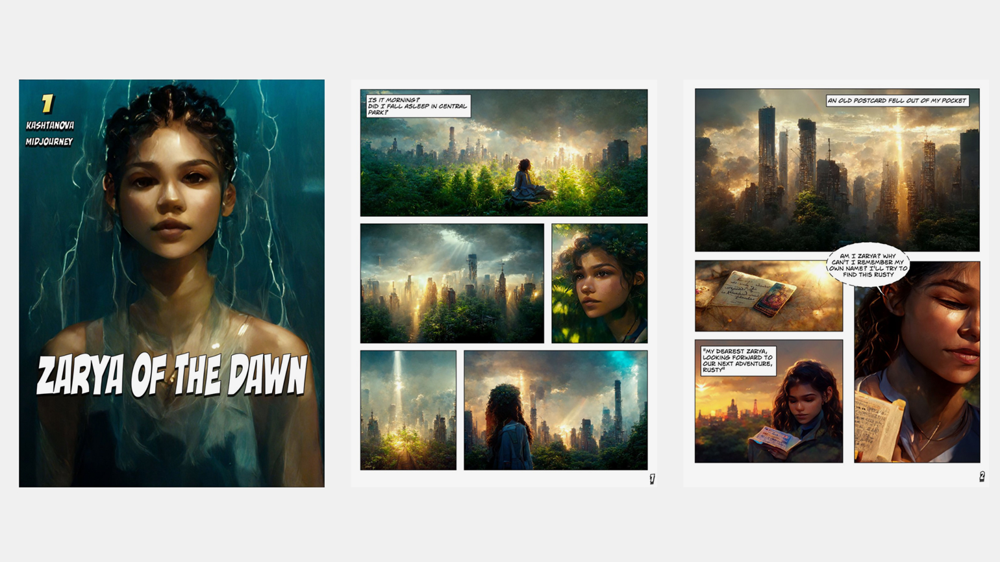 1
KASHTANOVA
MIDJOURNEY
ZARYA OF THE DAWN
IS IT MORNING?
DID I FALL ASLEEP IN CENTRAL
PARK?
1
AN OLD POSTCARD FELL OUT OF MY POCKET
AM I ZARYA? WHY
CAN'T I REMEMBER MY
OWN NAME? I'LL TRY TO
FIND THIS RUSTY
"MY DEAREST ZARYA,
LOOKING FORWARD TO
OUR NEXT ADVENTURE,
RUSTY"
2